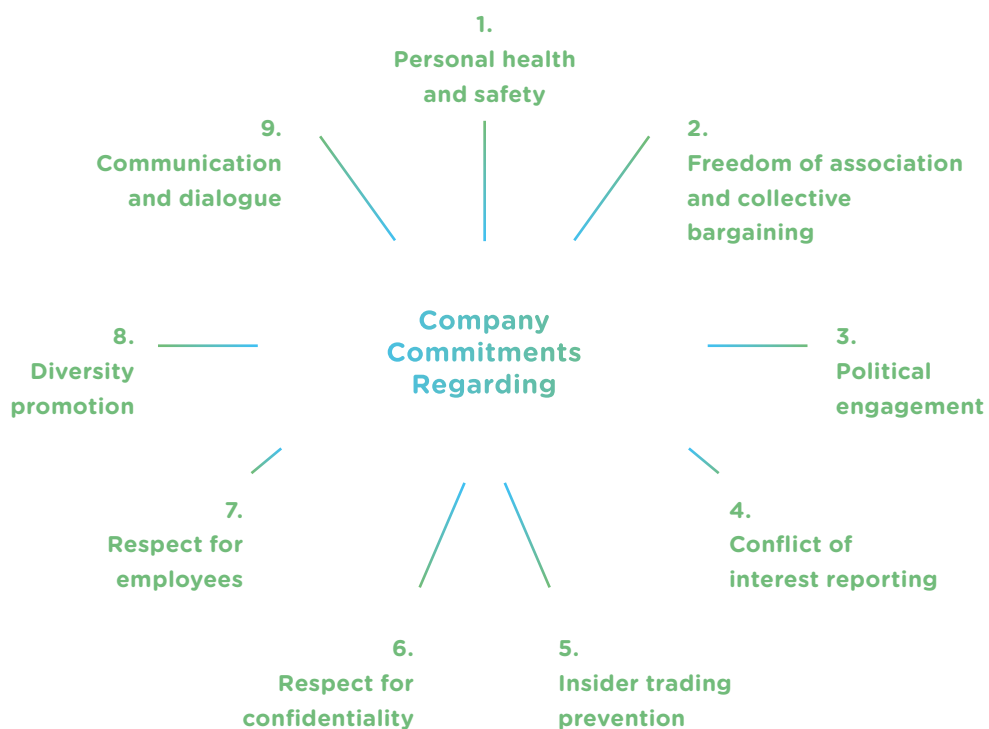 1.
Personal health
and safety
2.
Freedom of association
and collective
bargaining
3.
Political
engagement
4.
Conflict of
interest reporting
5.
Insider trading
prevention
6.
Respect for
confidentiality
7.
Respect for
employees
8.
Diversity
promotion
9.
Communication
and dialogue
Company
Commitments
Regarding